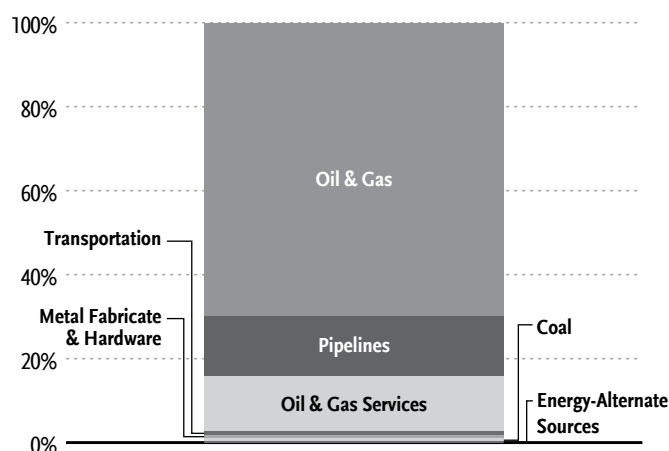 100%
80%
Oil & Gas
60%
Transportation
40%
Metal Fabricate
& Hardware
Coal
Pipelines
20%
Oil & Gas Services
Energy-Alternate
Sources
0%